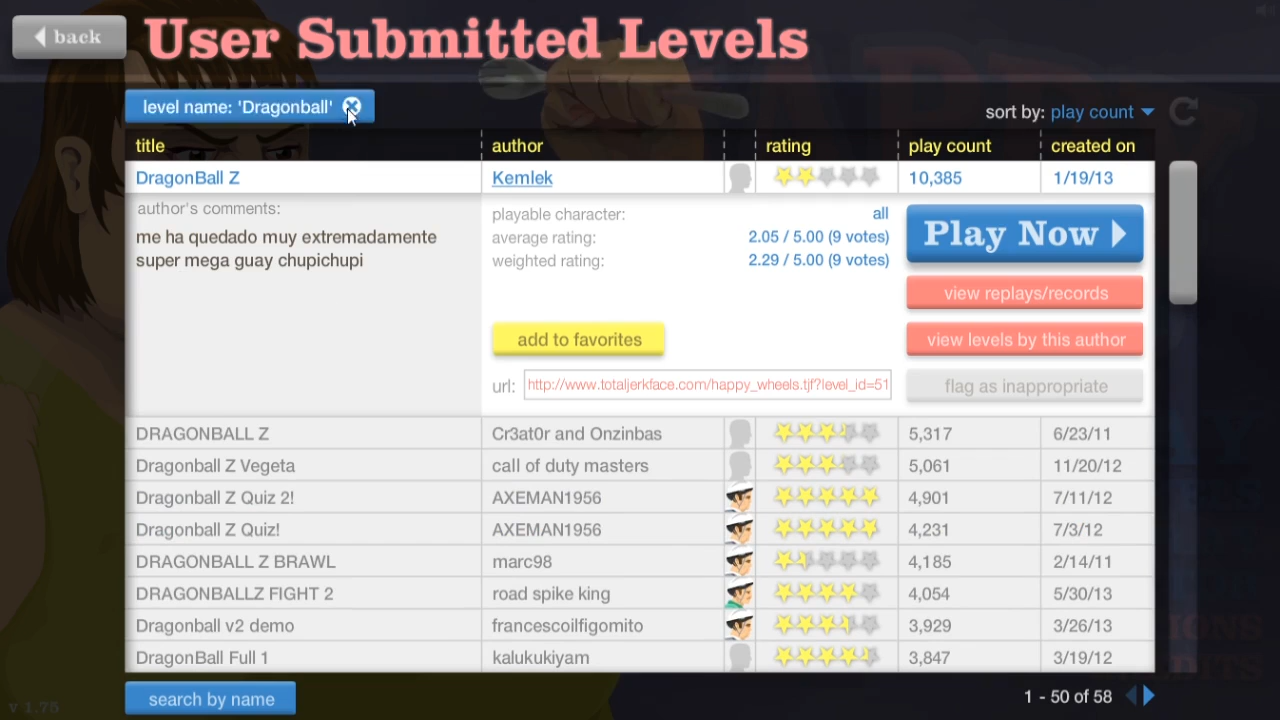 back
User Submitted Levels
level name: 'Dragonball'
sort by: play count
title author rating play count created on
DragonBall Z Kemlek 10,385 1/19/13
author's comments:
me ha quedado muy extremadamente
super mega guay chupichupi
playable character: all
average rating: 2.05 / 5.00 (9 votes)
weighted rating: 2.29 / 5.00 (9 votes)
add to favorites
url: http://www.totaljerkface.com/happy_wheels.tjf?level_id=51
Play Now
view replays/records
view levels by this author
flag as inappropriate
DRAGONBALL Z Cr3at0r and Onzinbas 5,317 6/23/11
Dragonball Z Vegeta call of duty masters 5,061 11/20/12
Dragonball Z Quiz 2! AXEMAN1956 4,901 7/11/12
Dragonball Z Quiz! AXEMAN1956 4,231 7/3/12
DRAGONBALL Z BRAWL marc98 4,185 2/14/11
DRAGONBALLZ FIGHT 2 road spike king 4,054 5/30/13
Dragonball v2 demo francescoilfigomito 3,929 3/26/13
DragonBall Full 1 kalukukiyam 3,847 3/19/12
search by name
1 - 50 of 58
v 1.75